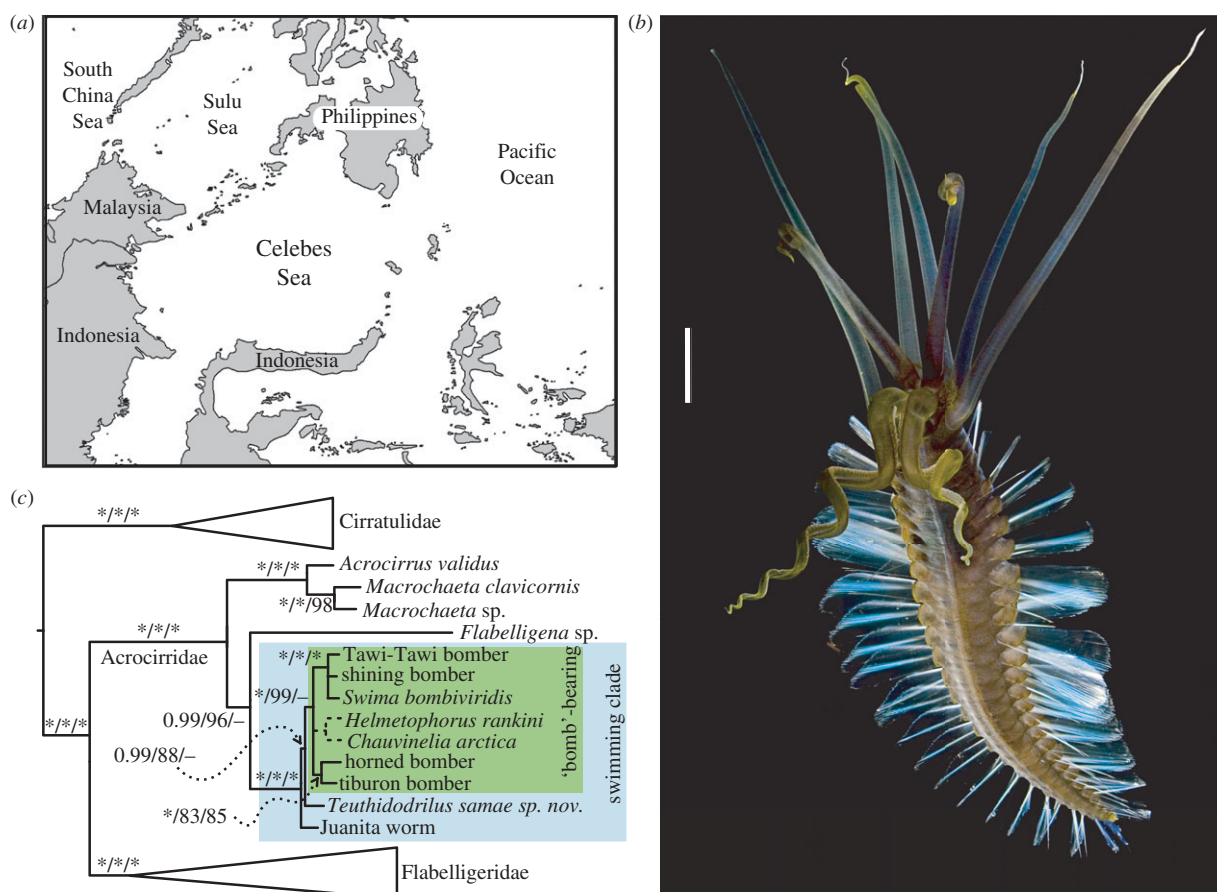 (a)
South
China
Sea
Sulu
Sea
Philippines
Pacific
Ocean
Malaysia
Celebes
Sea
Indonesia
Indonesia
(b)
(c)
*/*/*
Cirratulidae
*/*/*
Acrocirrus validus
Macrochaeta clavicornis
*/*/98
Macrochaeta sp.
*/*/*
Acrocirridae
Flabelligena sp.
*/*/*
Tawi-Tawi bomber
shining bomber
*/99/–
Swima bombiviridis
0.99/96/–
Helmetophorus rankini
*/*/*
0.99/88/–
Chauvinelia arctica
horned bomber
*/*/*
tiburon bomber
*/83/85
Teuthidodrilus samae sp. nov.
Juanita worm
'bomb'-bearing
swimming clade
*/*/*
Flabelligeridae